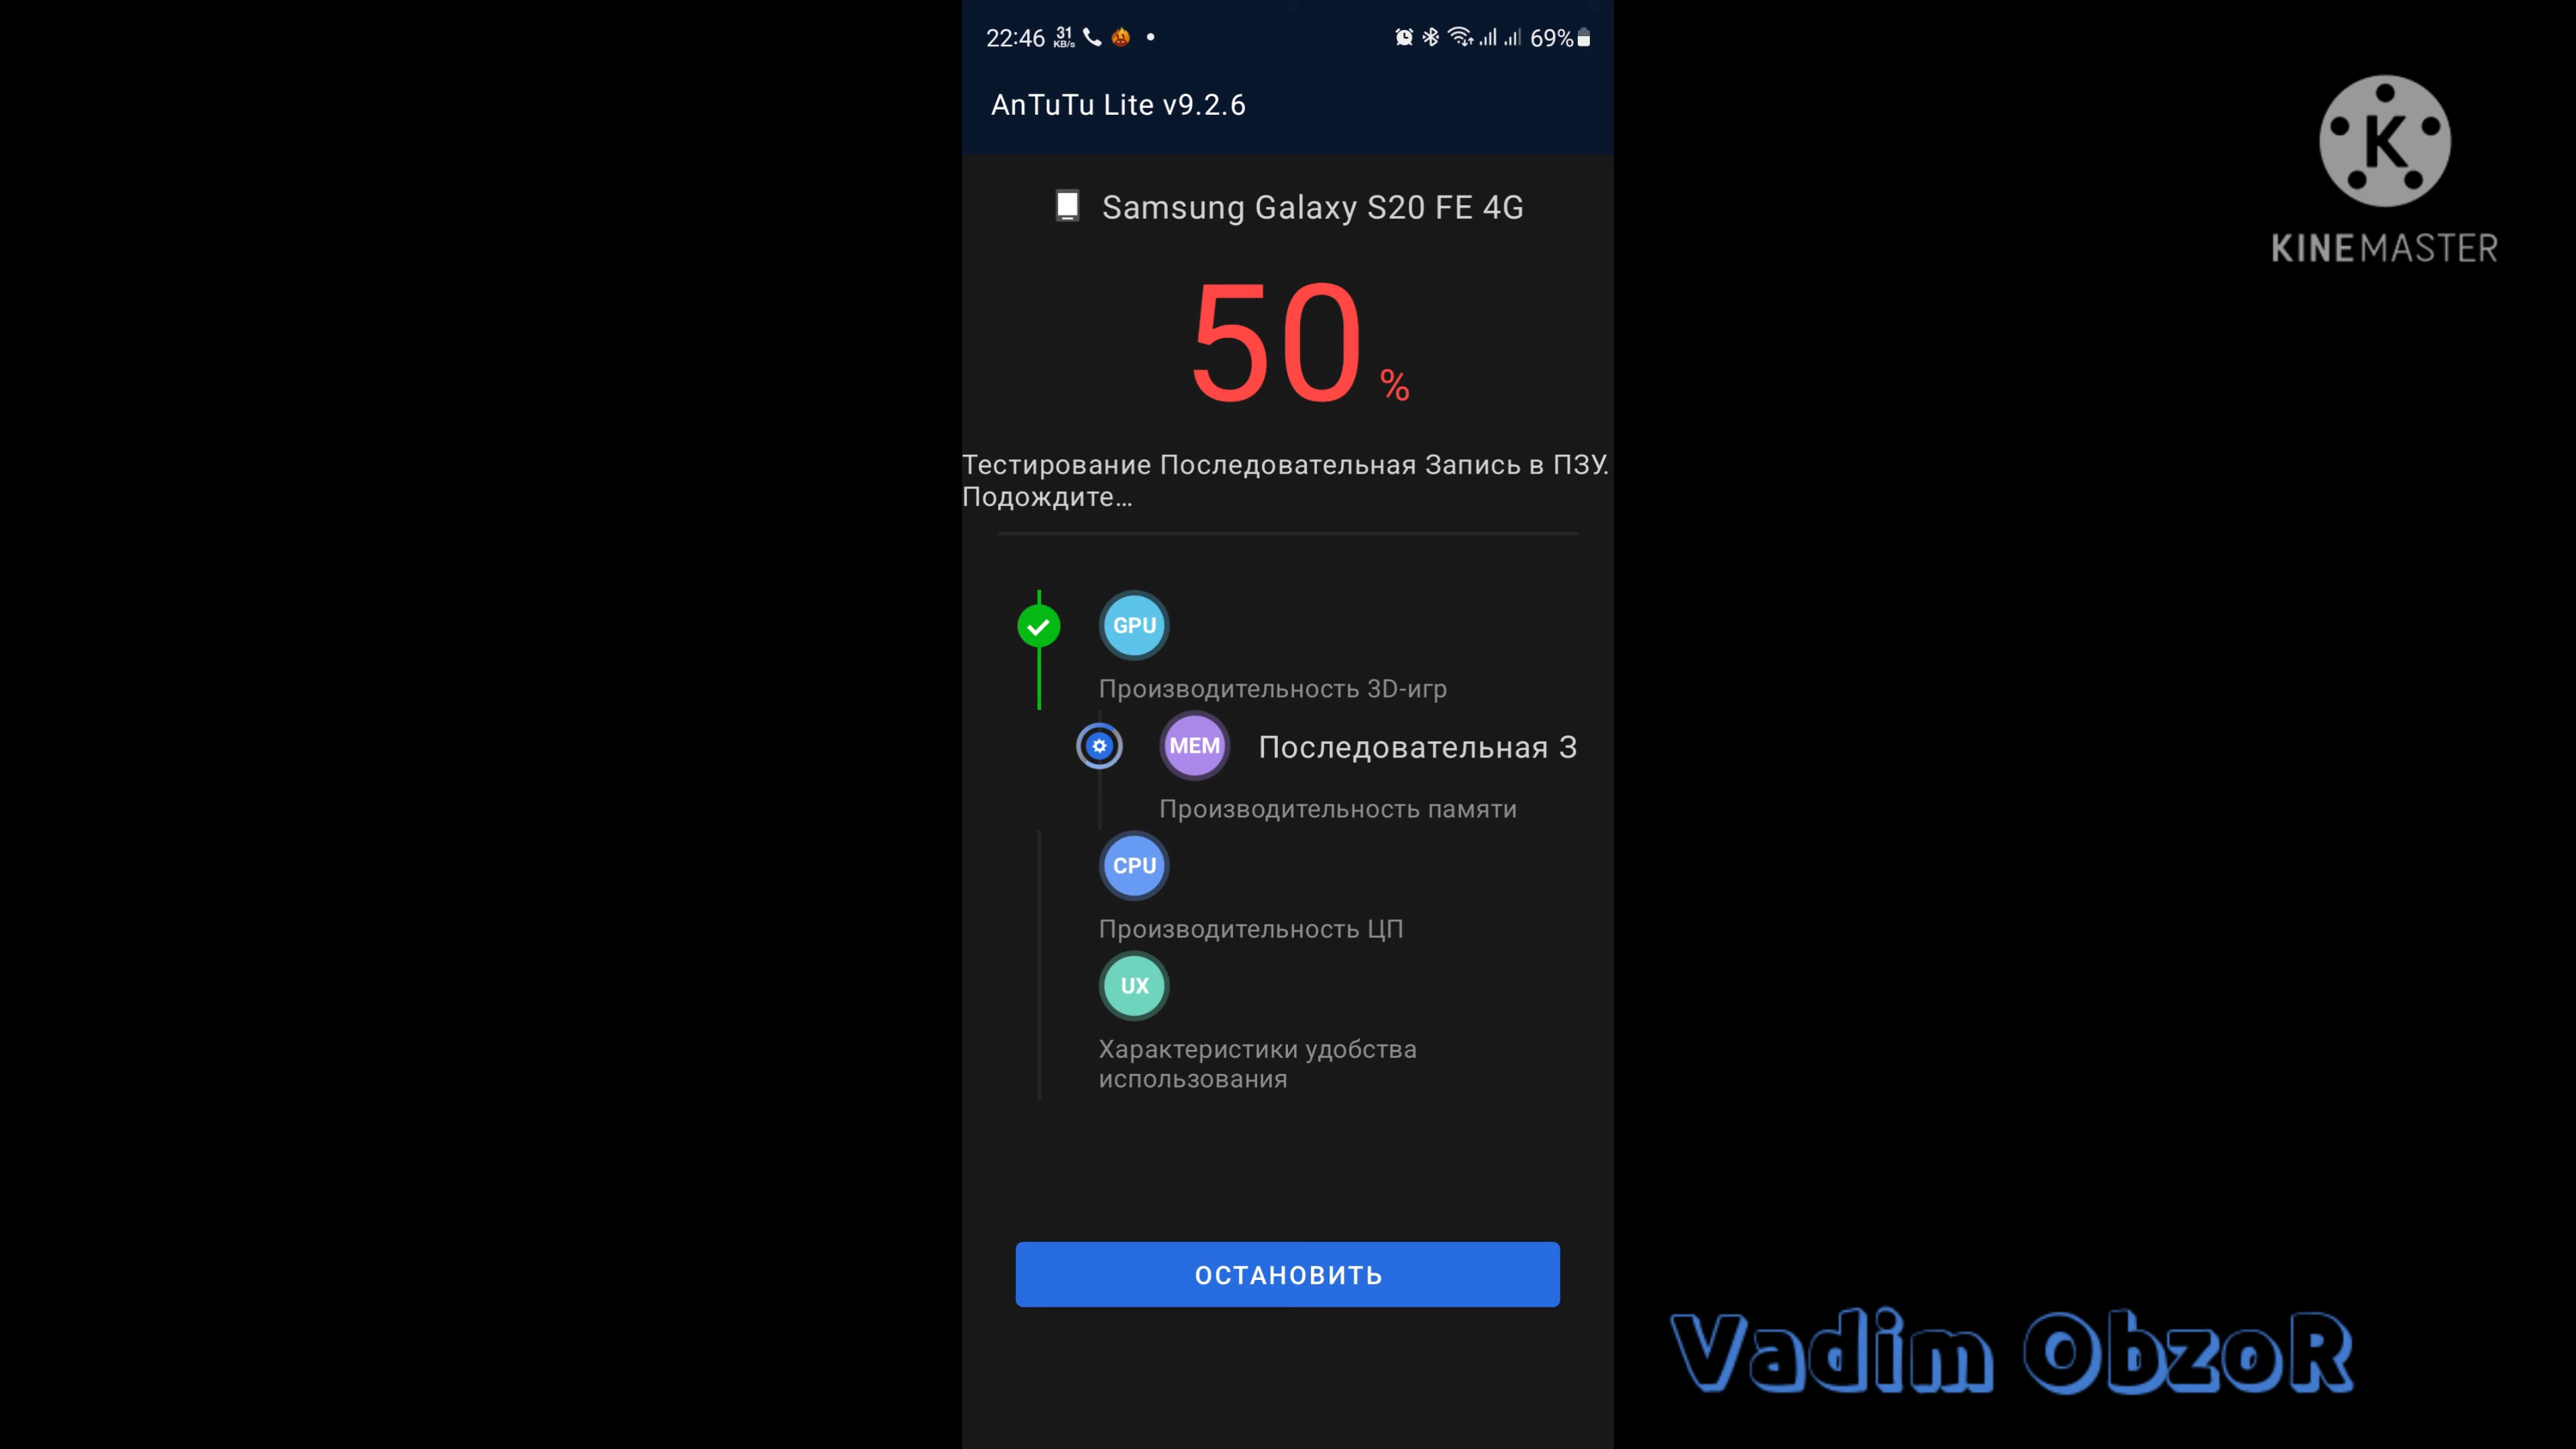 22:46 31 KB/s 69%
AnTuTu Lite v9.2.6
K
KINEMASTER
Samsung Galaxy S20 FE 4G
50 %
Тестирование Последовательная Запись в ПЗУ.
Подождите...
GPU
Производительность 3D-игр
MEM Последовательная З
Производительность памяти
CPU
Производительность ЦП
UX
Характеристики удобства
использования
ОСТАНОВИТЬ
Vadim ObzoR